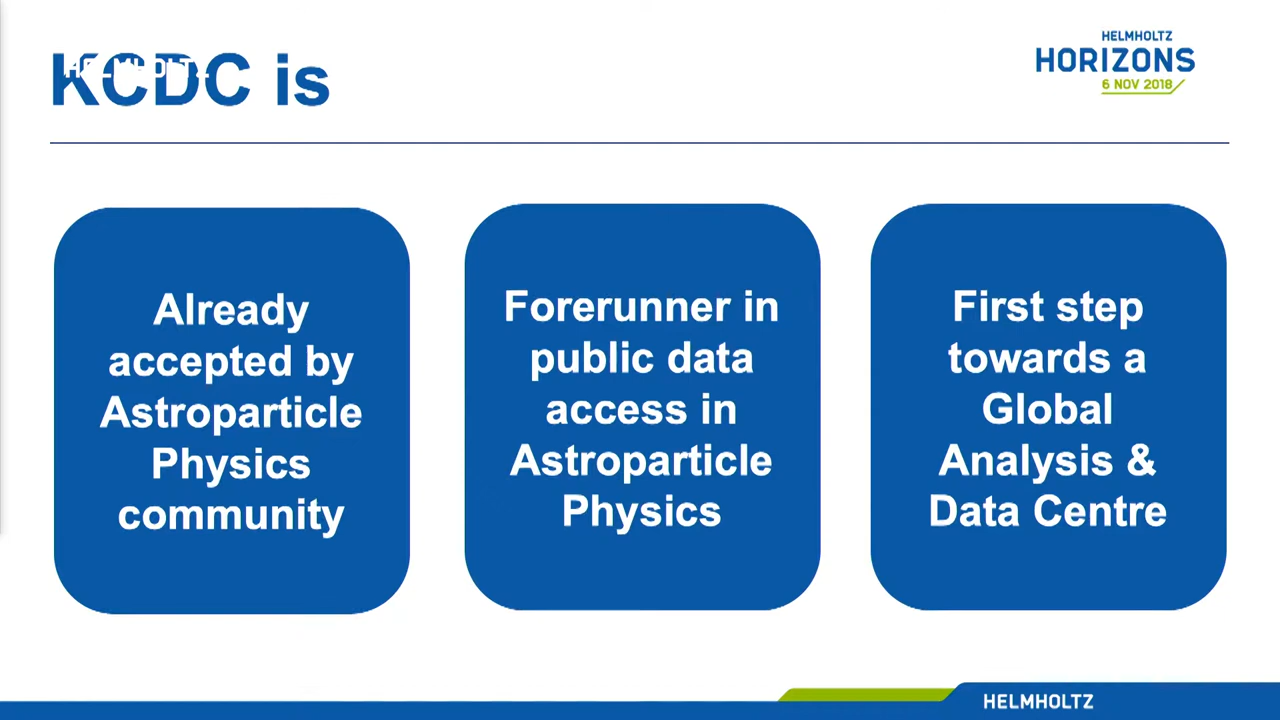 KCDC is
HELMHOLTZ
HELMHOLTZ
HORIZONS
6 NOV 2018
Already
accepted by
Astroparticle
Physics
community
Forerunner in
public data
access in
Astroparticle
Physics
First step
towards a
Global
Analysis &
Data Centre
HELMHOLTZ